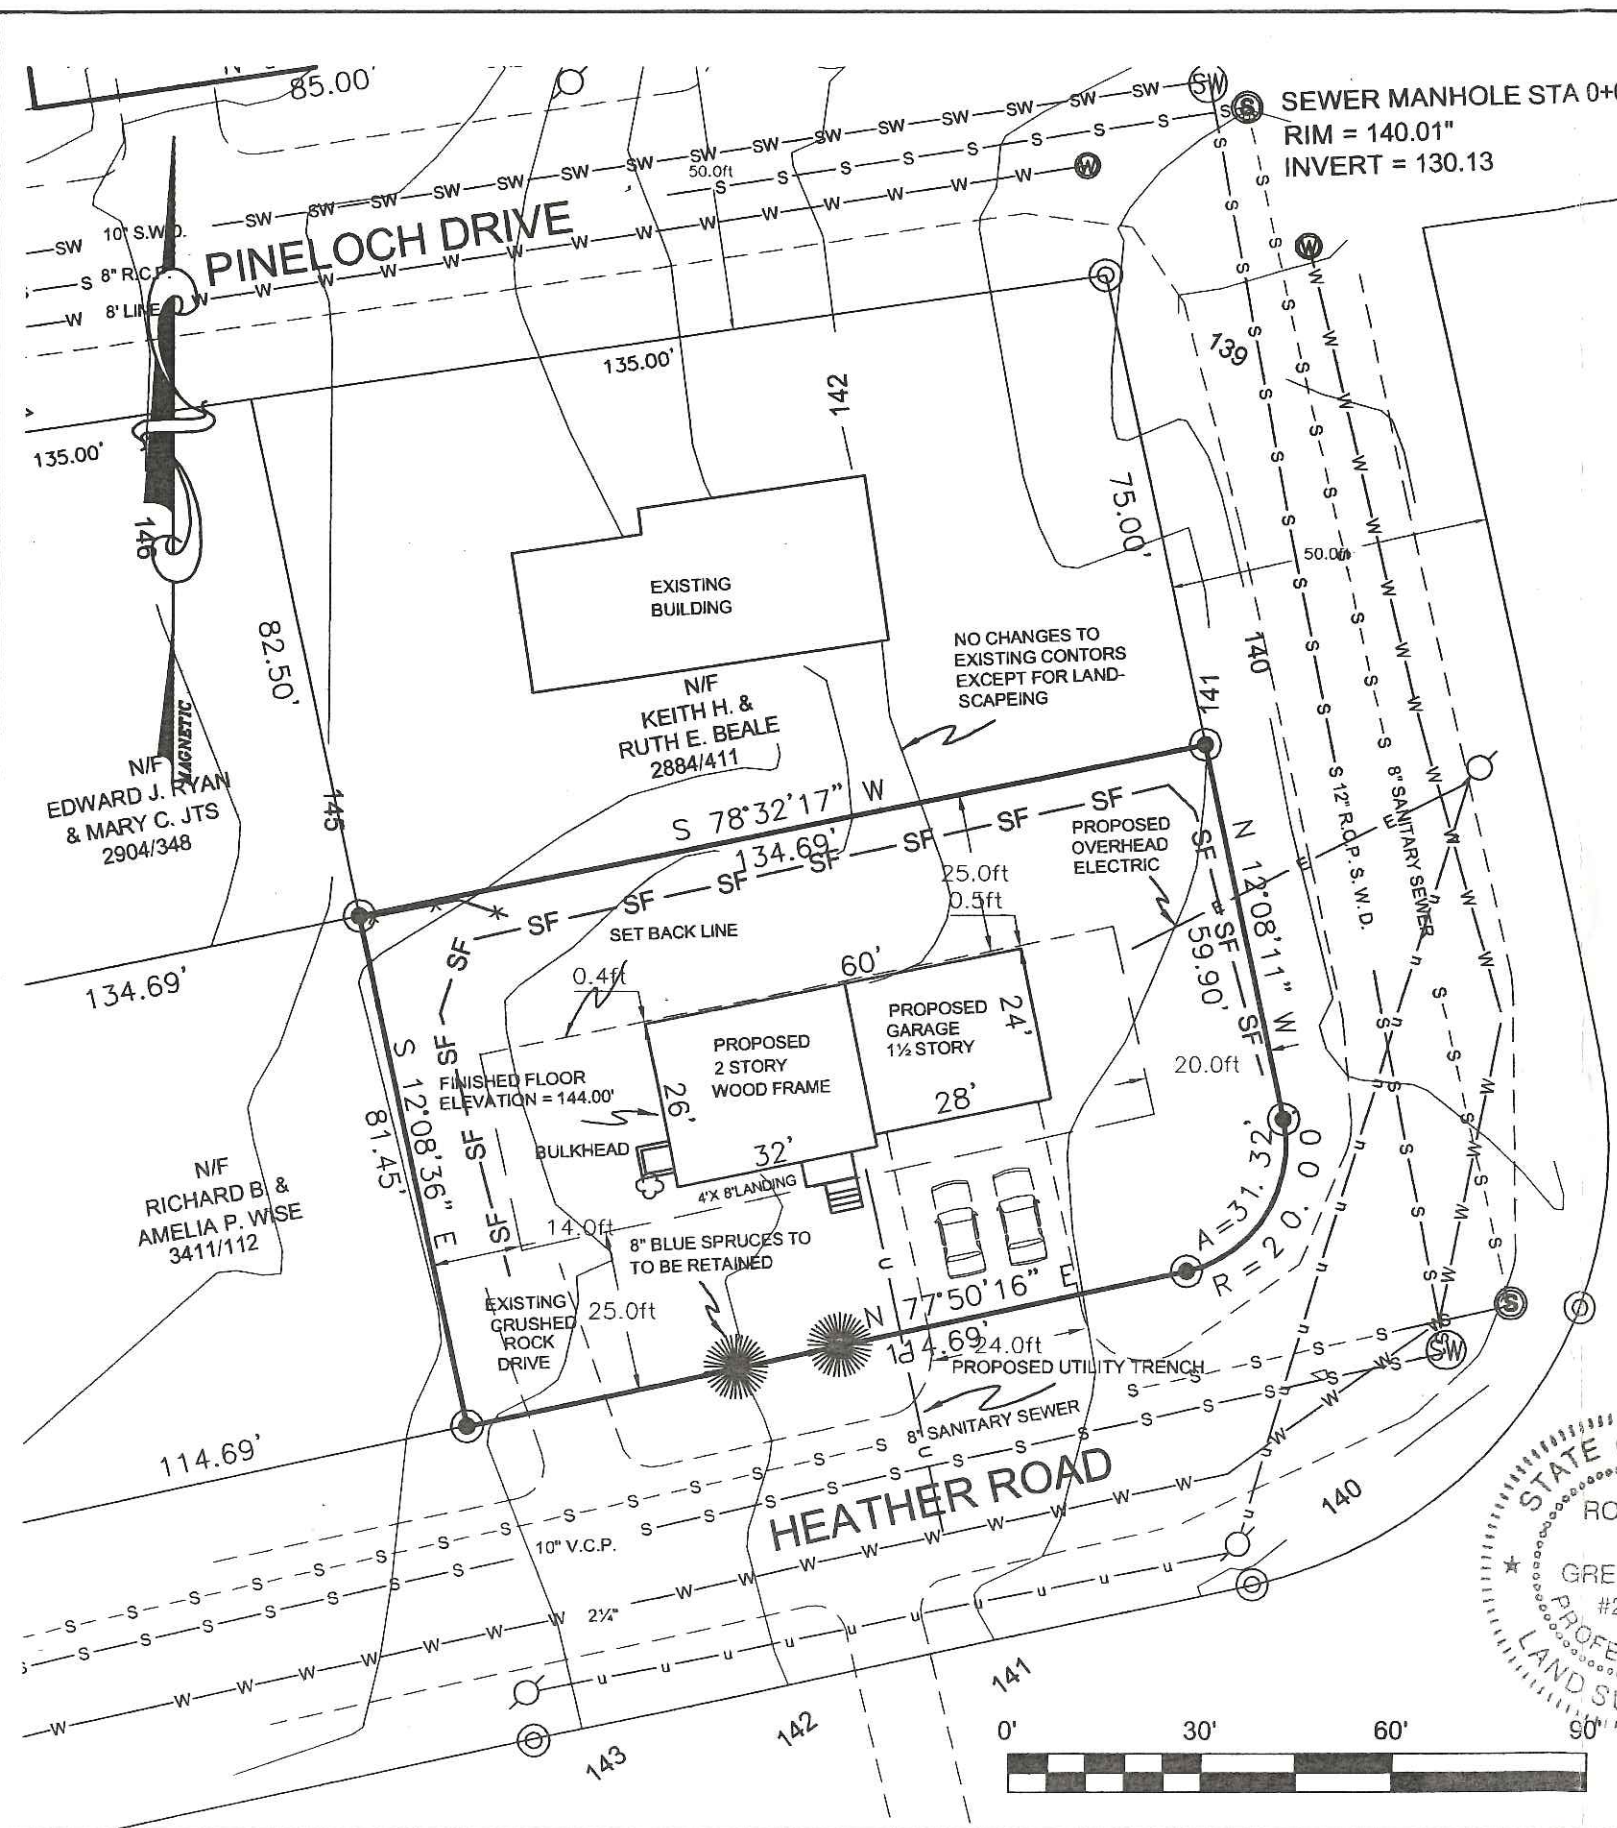 85.00'
SEWER MANHOLE STA 0+
RIM = 140.01"
INVERT = 130.13
SW
S
W
50.0ft
10" S.W.D.
8" R.C.P.
8' LINE
PINELOCH DRIVE
135.00'
135.00'
139
142
146
75.00'
50.0ft
EXISTING
BUILDING
82.50'
NO CHANGES TO
EXISTING CONTORS
EXCEPT FOR LAND-
SCAPEING
140
141
N/F
KEITH H. &
RUTH E. BEALE
2884/411
MAGNETIC
N/F
EDWARD J. RYAN
& MARY C. JTS
2904/348
145
S 78°32'17" W
134.69'
PROPOSED
OVERHEAD
ELECTRIC
N 12°08'11" W
59.90'
12" R.C.P. S.W.D.
8" SANITARY SEWER
25.0ft
0.5ft
SET BACK LINE
134.69'
0.4ft
60'
PROPOSED
GARAGE
1½ STORY
24'
28'
PROPOSED
2 STORY
WOOD FRAME
26'
32'
20.0ft
S 12°08'36" E
81.45'
FINISHED FLOOR
ELEVATION = 144.00'
BULKHEAD
4'X 8'LANDING
A=31.32'
R=20.00
N/F
RICHARD B. &
AMELIA P. WISE
3411/112
14.0ft
8" BLUE SPRUCES TO
TO BE RETAINED
EXISTING
CRUSHED
ROCK
DRIVE
25.0ft
N 77°50'16" E
114.69'
24.0ft
PROPOSED UTILITY TRENCH
8" SANITARY SEWER
114.69'
HEATHER ROAD
10" V.C.P.
2¼"
140
141
142
143
STATE
GRE
LAND
0' 30' 60' 90'